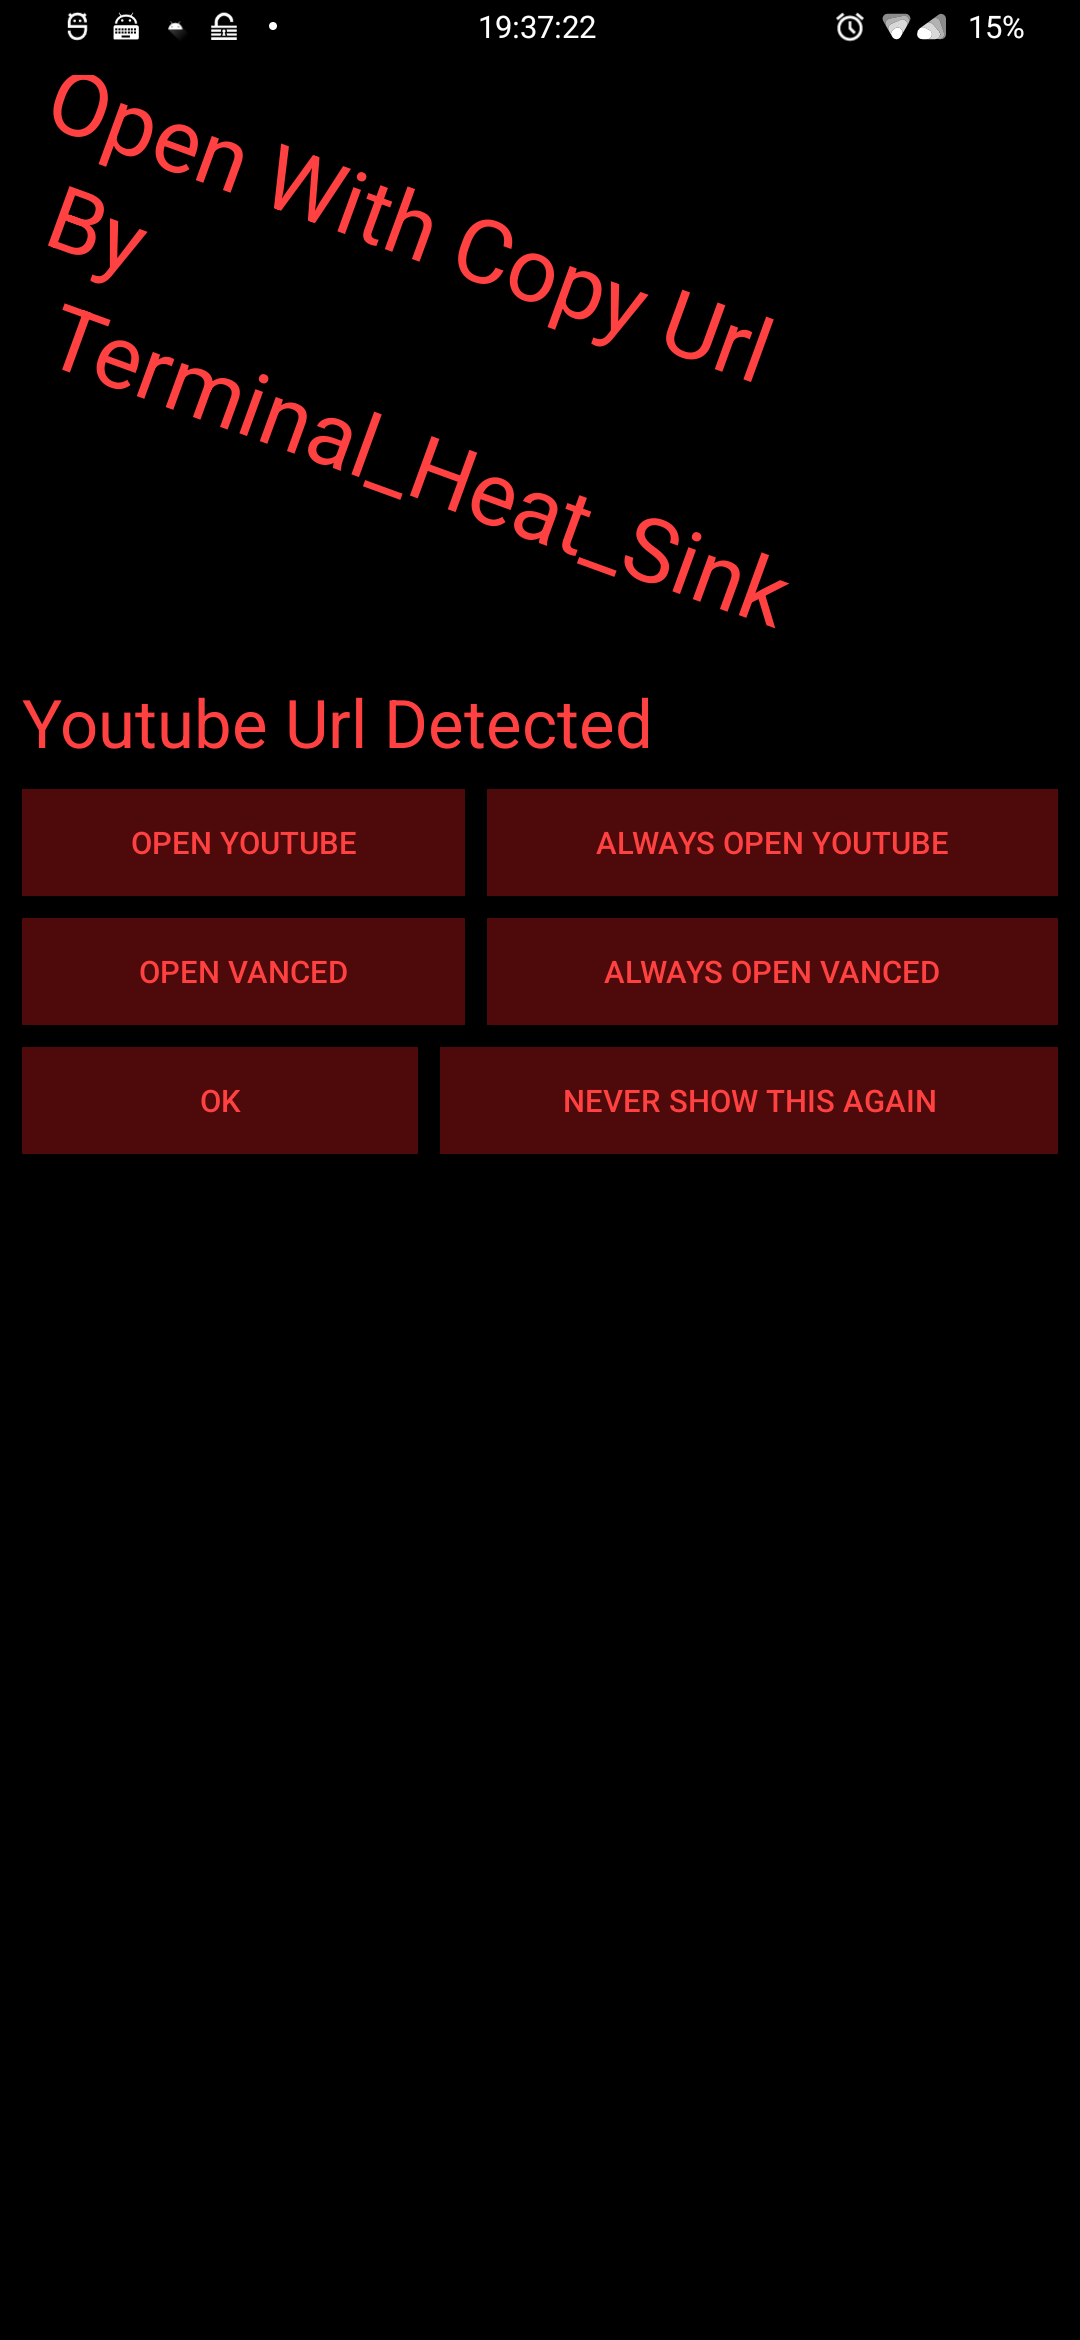 19:37:22
15%
Open With Copy Url
By
Terminal_Heat_Sink
Youtube Url Detected
OPEN YOUTUBE
ALWAYS OPEN YOUTUBE
OPEN VANCED
ALWAYS OPEN VANCED
OK
NEVER SHOW THIS AGAIN